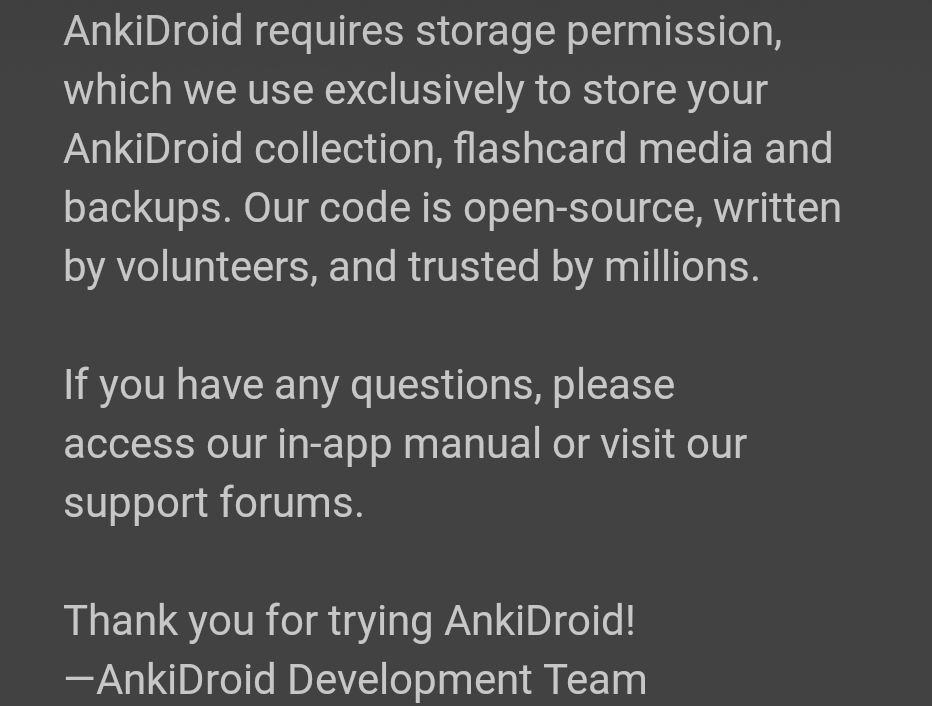 AnkiDroid requires storage permission,
which we use exclusively to store your
AnkiDroid collection, flashcard media and
backups. Our code is open-source, written
by volunteers, and trusted by millions.
If you have any questions, please
access our in-app manual or visit our
support forums.
Thank you for trying AnkiDroid!
—AnkiDroid Development Team